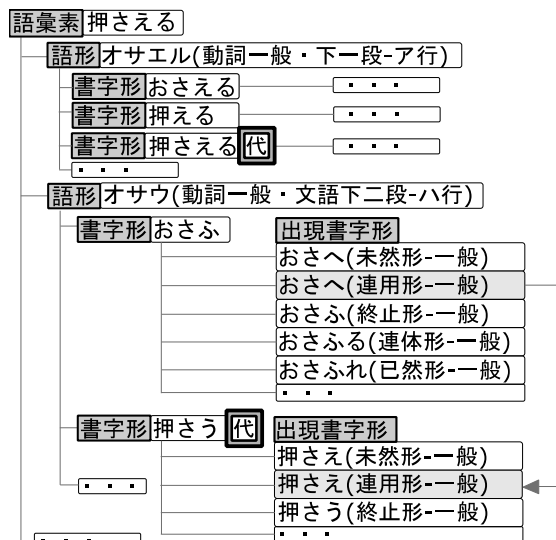 語彙素 押さえる
語形 オサエル(動詞一般・下一段-ア行)
書字形 おさえる ・・・
書字形 押える ・・・
書字形 押さえる 代 ・・・
・・・
語形 オサウ(動詞一般・文語下二段-ハ行)
書字形 おさふ 出現書字形
おさへ(未然形-一般)
おさへ(連用形-一般)
おさふ(終止形-一般)
おさふる(連体形-一般)
おさふれ(已然形-一般)
・・・
書字形 押さう 代 出現書字形
押さえ(未然形-一般)
・・・ 押さえ(連用形-一般)
押さう(終止形-一般)
・・・ ・・・